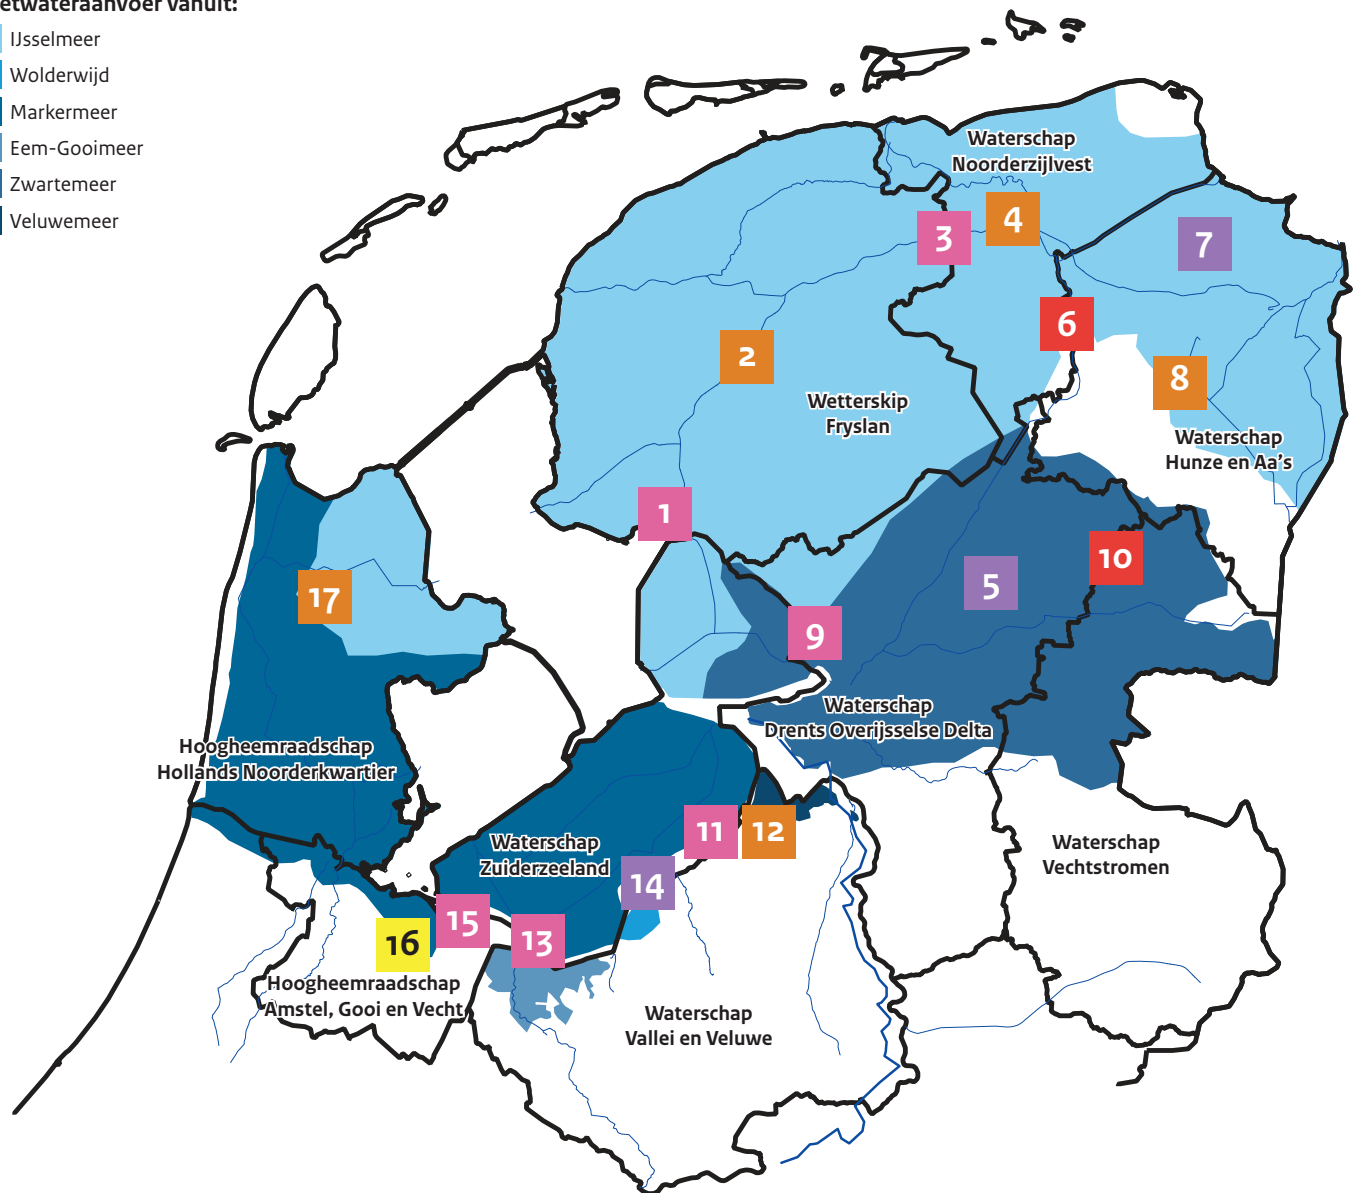 etwateraanvoer vanuit:
IJsselmeer
Wolderwijd
Markermeer
Eem-Gooimeer
Zwartemeer
Veluwemeer
Waterschap
Noorderzijlvest
4
3
7
6
2
8
Wetterskip
Fryslan
Waterschap
Hunze en Aa's
1
10
5
17
9
Waterschap
Drents Overijsselse Delta
Hoogheemraadschap
Hollands Noorderkwartier
11
12
Waterschap
Zuiderzeeland
Waterschap
Vechtstromen
14
15
13
16
Hoogheemraadschap
Amstel, Gooi en Vecht
Waterschap
Vallei en Veluwe